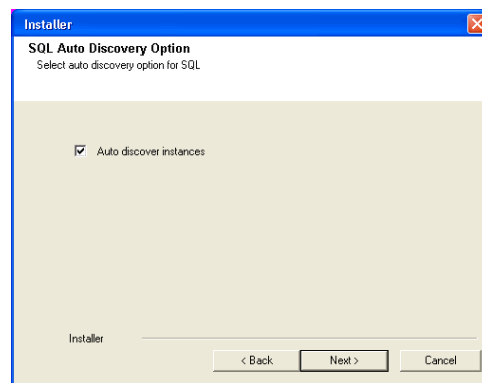 Installer
SQL Auto Discovery Option
Select auto discovery option for SQL
Auto discover instances
Installer
< Back
Next >
Cancel